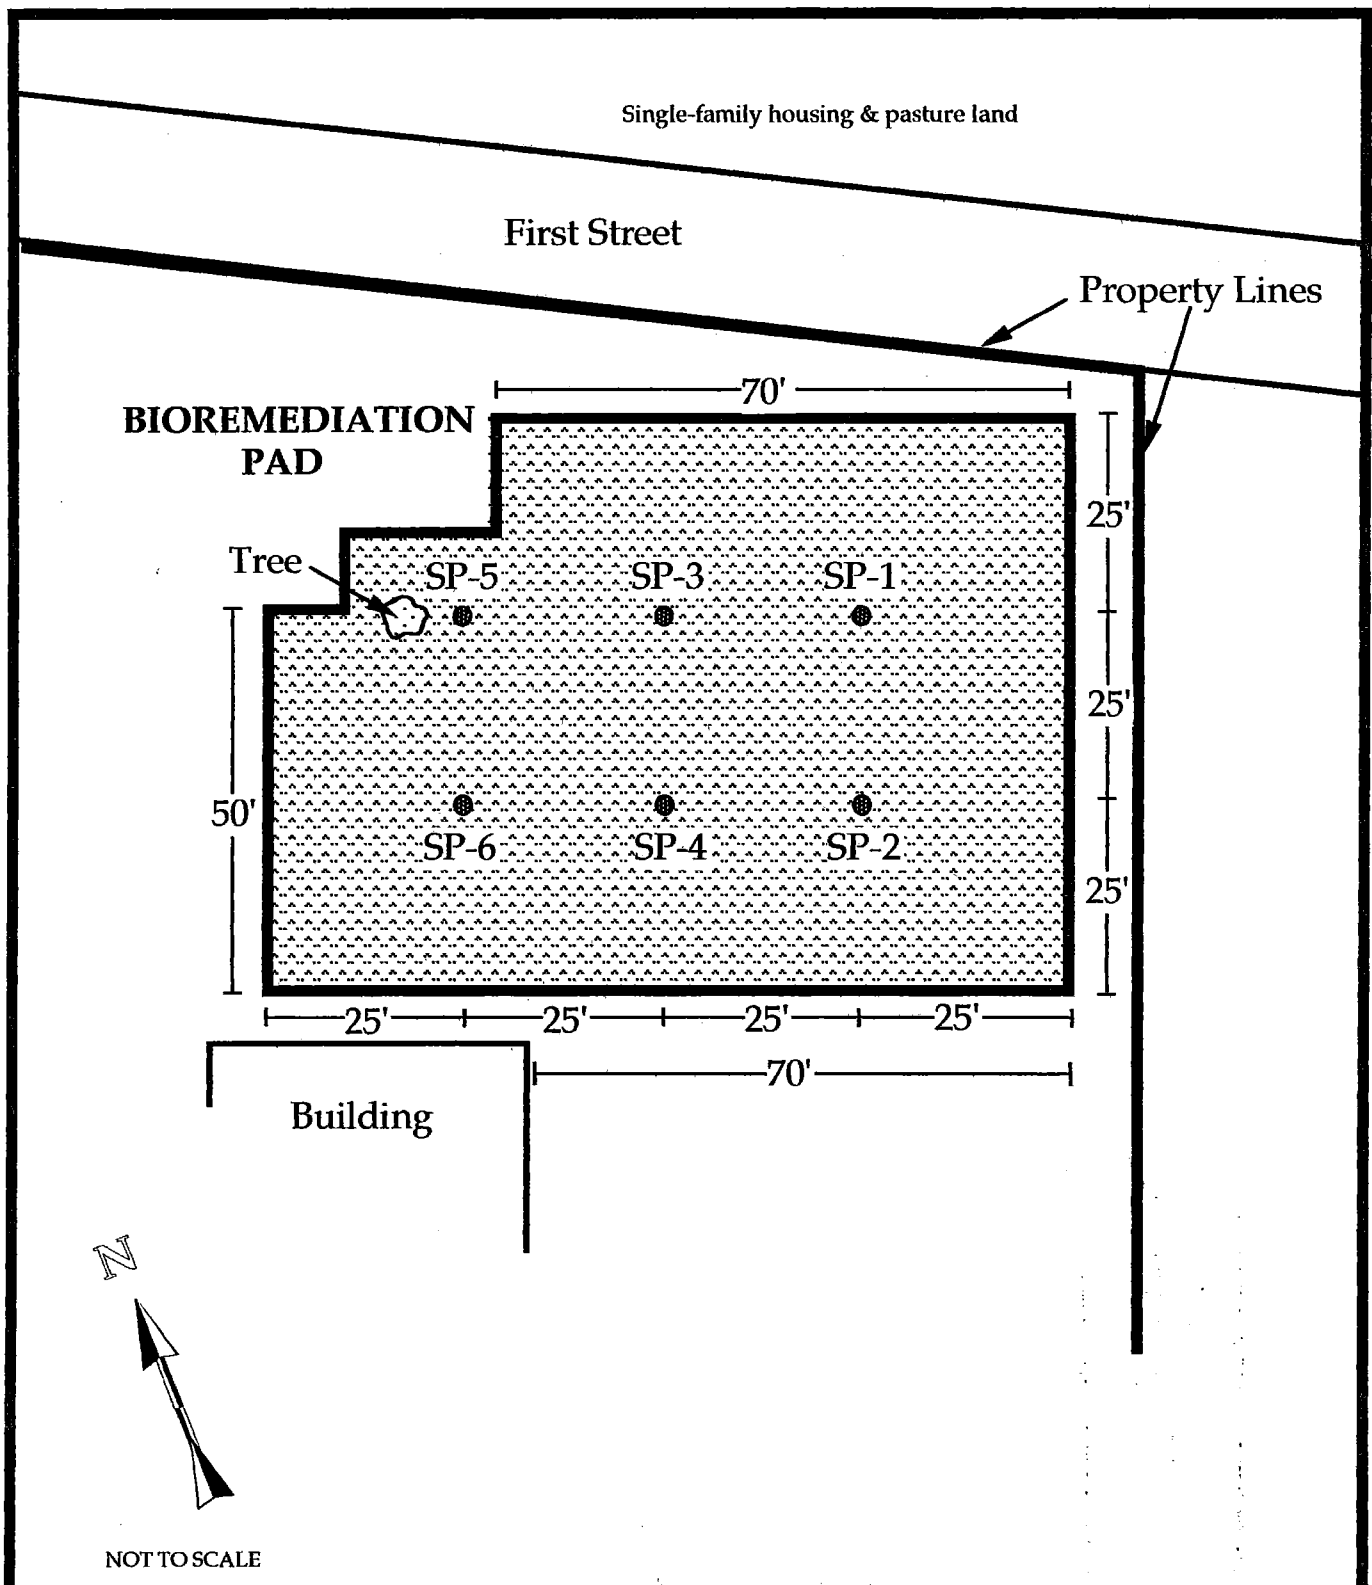 Single-family housing & pasture land
First Street
Property Lines
70'
BIOREMEDIATION
PAD
25'
Tree
SP-5
SP-3
SP-1
25'
50'
SP-6
SP-4
SP-2
25'
25'
25'
25'
25'
70'
Building
N
NOT TO SCALE